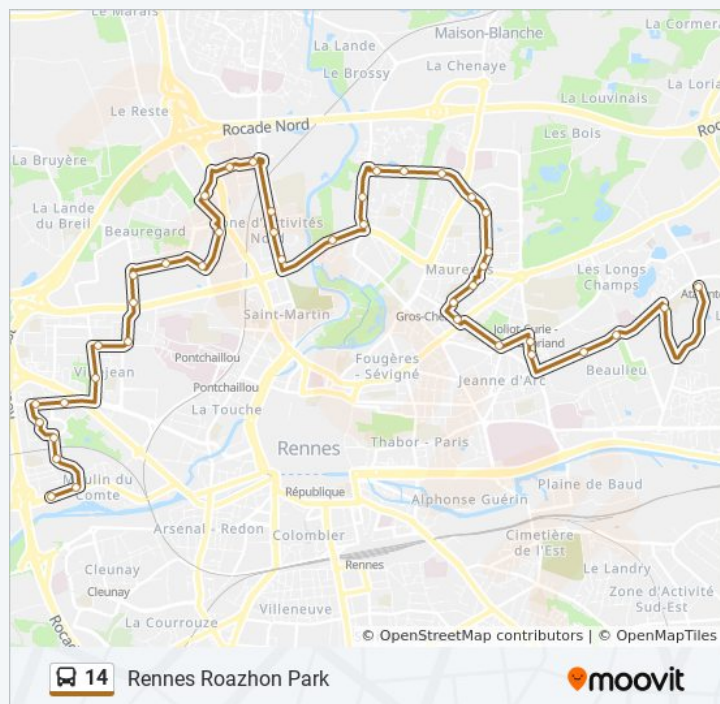 Le Marais
La Lande
Le Brossy
Maison-Blanche
La Chenaye
La Cormera
La Louvinais
La Loria
Le Reste
Rocade Nord
Roc
Les Bois
La Bruyère
La Lande
du Breil
Beauregard
Zone d'Activités
Nord
Maurepas
Les Longs
Champs
Saint-Martin
Gros-Che
Joliot-Curie -
Pontchaillou
Fougères
- Sévigné
Beaulieu
Jeanne d'Arc
Pontchaillou
La Touche
Rennes
Thabor - Paris
Moulin du
Comte
République
Alphonse Guérin
Plaine de Baud
Arsenal - Redon
Colombier
Cimetière
de l'Est
Cleunay
Cleunay
Rennes
Le Landry
Zone d'Activité
Sud-Est
La Courrouze
Villeneuve
Rocad
© OpenStreetMap contributors | © OpenMapTiles
14 Rennes Roazhon Park
moovit